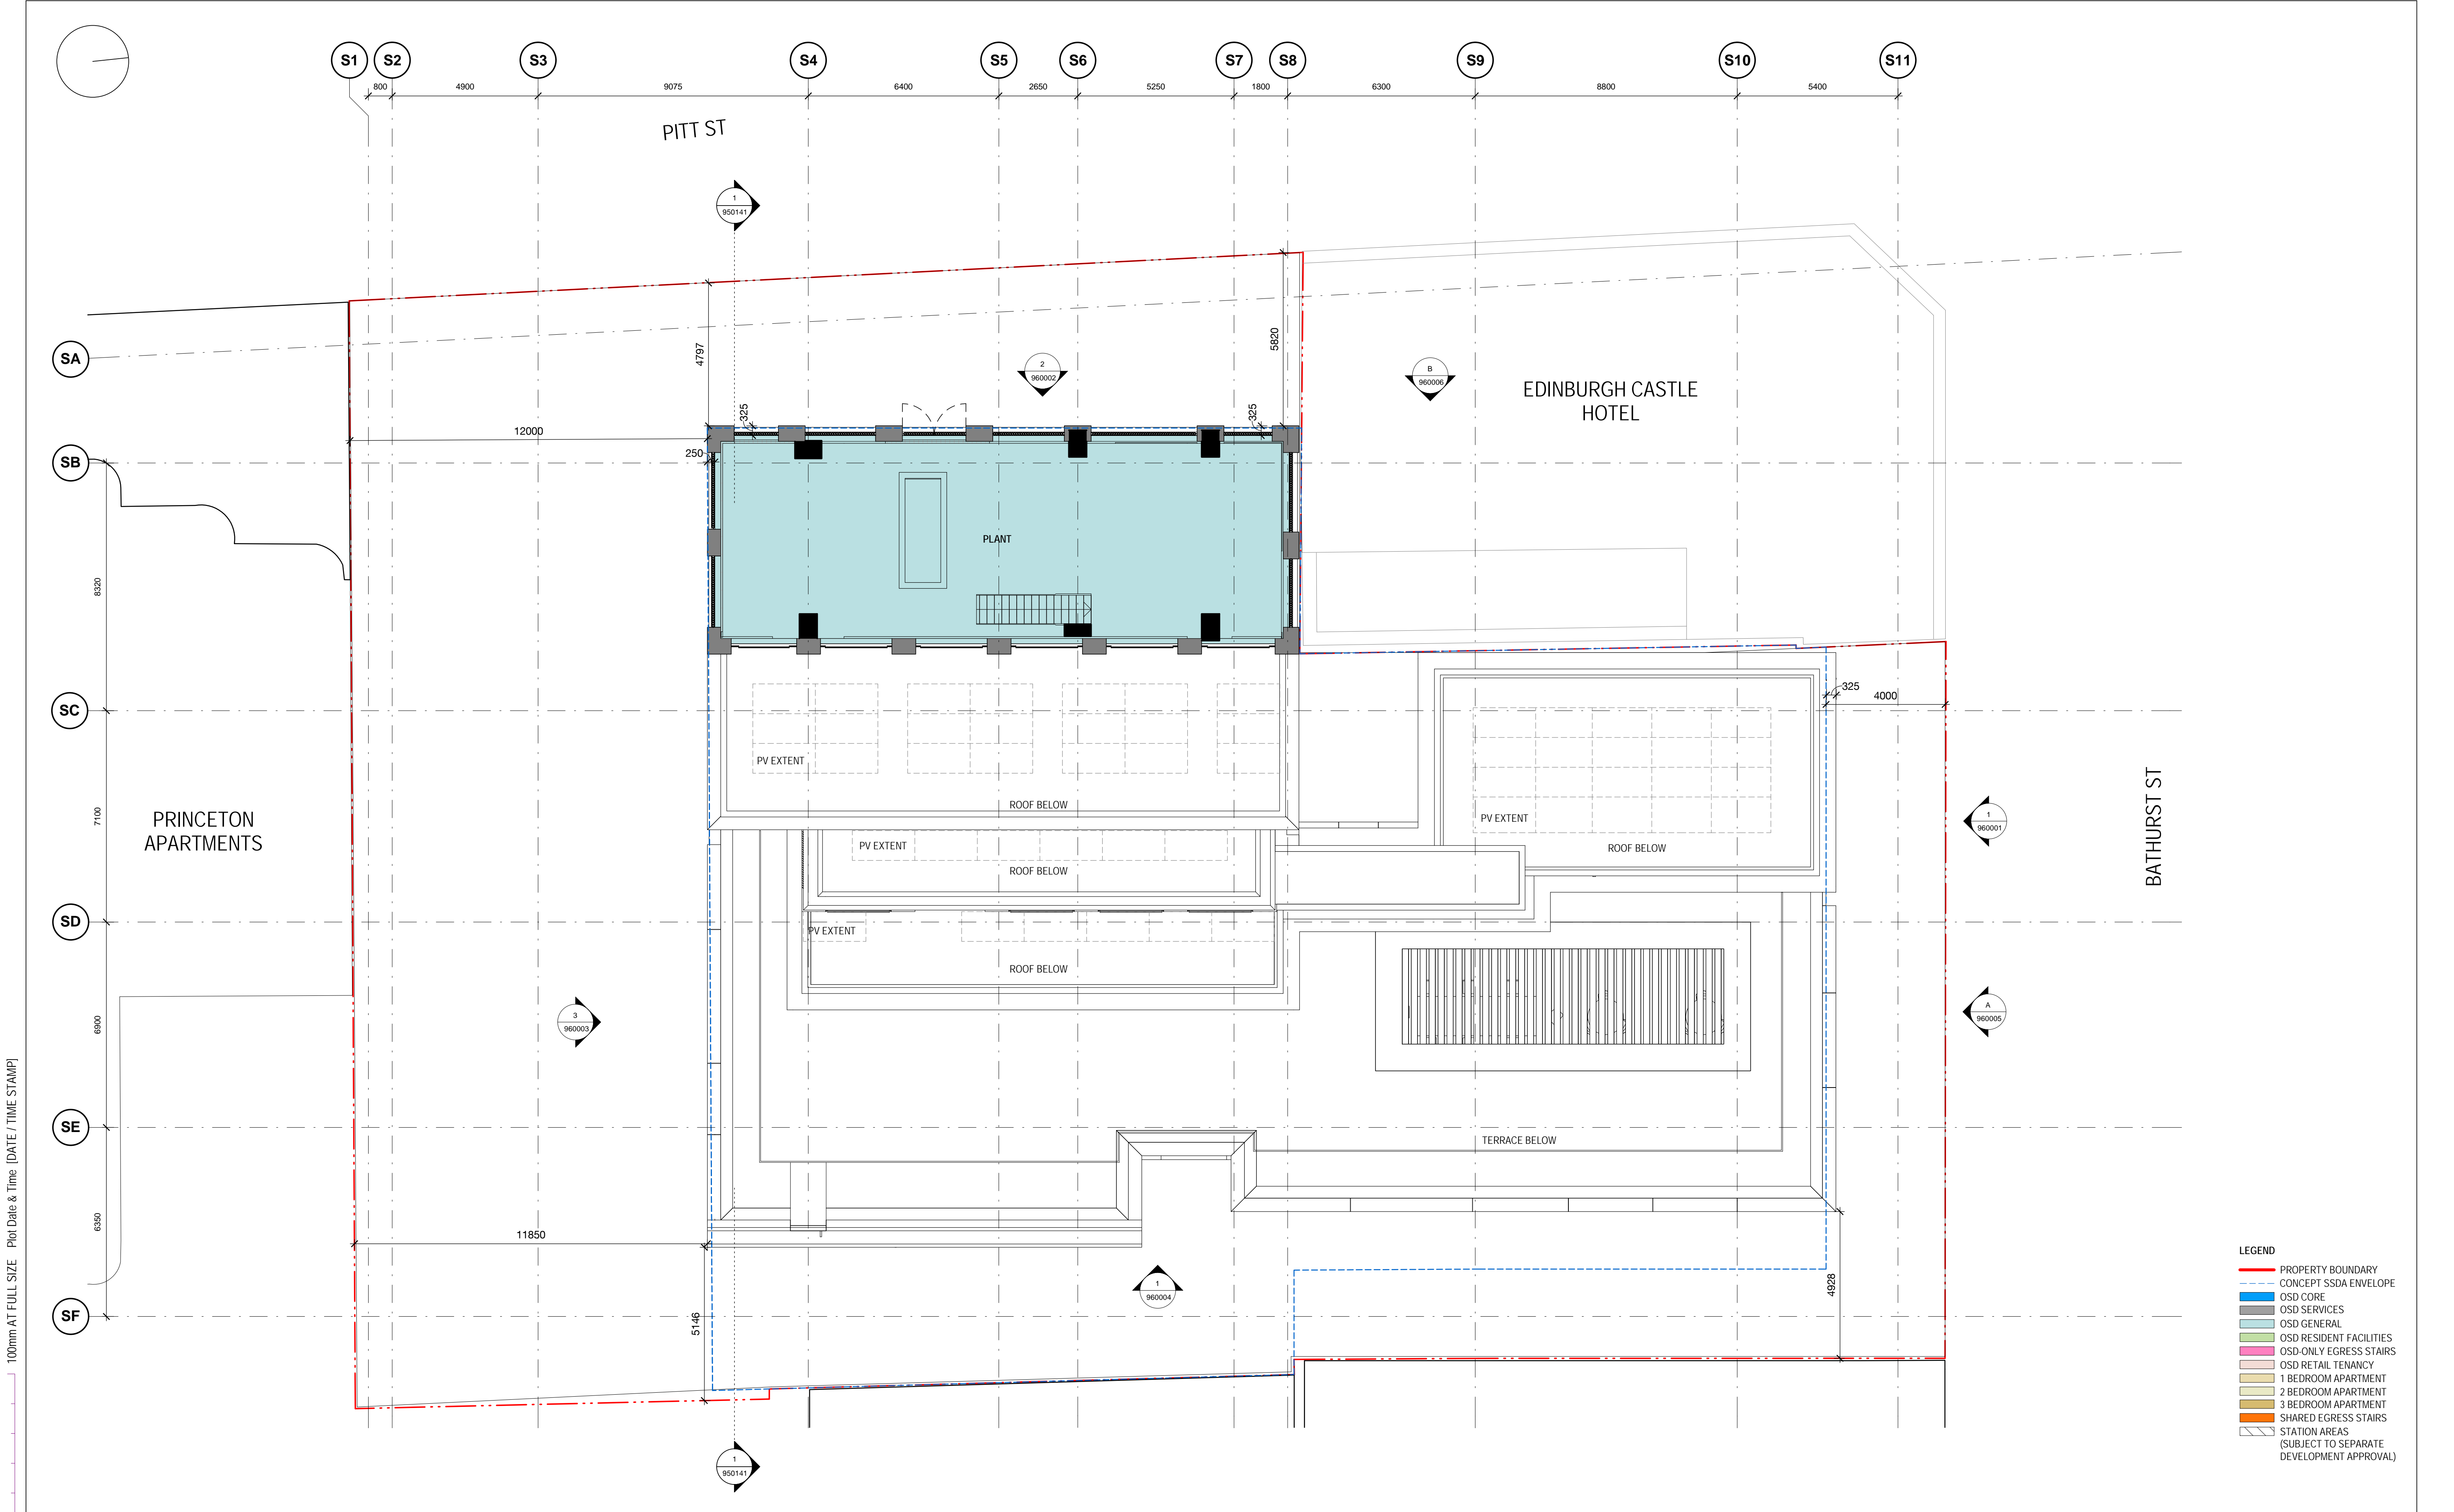 S1 S2 S3 S4 S5 S6 S7 S8 S9 S10 S11
800 4900 9075 6400 2650 5250 1800 6300 8800 5400
PITT ST
1
950141
SA
4797
5820
2
960002
B
960006
EDINBURGH CASTLE
HOTEL
325
325
12000
250
SB
PLANT
8320
SC
325
4000
PV EXTENT
ROOF BELOW
7100
PRINCETON
APARTMENTS
PV EXTENT
ROOF BELOW
PV EXTENT
ROOF BELOW
1
960001
BATHURST ST
SD
PV EXTENT
ROOF BELOW
6900
3
960003
A
960005
SE
TERRACE BELOW
6350
11850
5146
1
960004
4928
SF
1
950141
LEGEND
PROPERTY BOUNDARY
CONCEPT SSDA ENVELOPE
OSD CORE
OSD SERVICES
OSD GENERAL
OSD RESIDENT FACILITIES
OSD-ONLY EGRESS STAIRS
OSD RETAIL TENANCY
1 BEDROOM APARTMENT
2 BEDROOM APARTMENT
3 BEDROOM APARTMENT
SHARED EGRESS STAIRS
STATION AREAS
(SUBJECT TO SEPARATE
DEVELOPMENT APPROVAL)
100mm AT FULL SIZE Plot Date & Time [DATE / TIME STAMP]